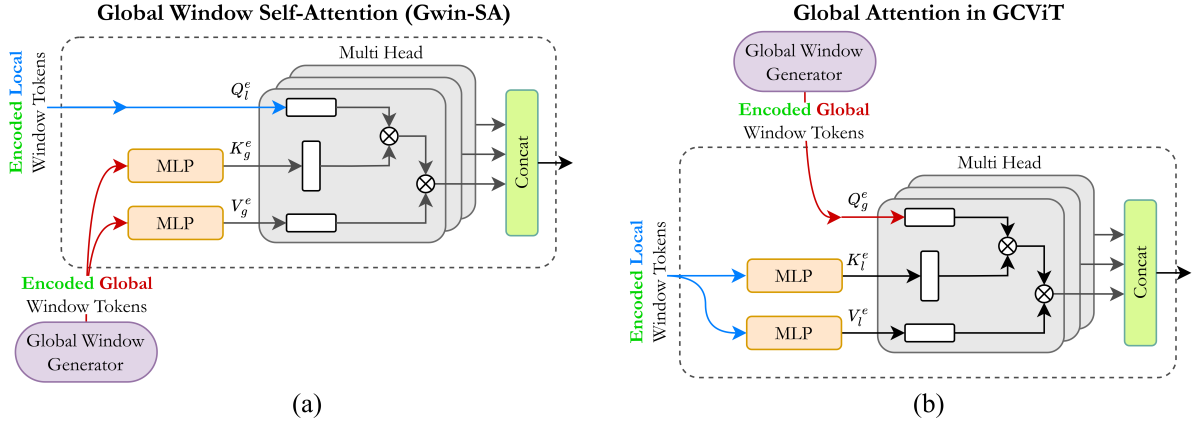 Global Window Self-Attention (Gwin-SA)
Multi Head
Encoded Local
Window Tokens
Q_l^e
K_g^e
V_g^e
MLP
MLP
Concat
Encoded Global
Window Tokens
Global Window
Generator
(a)
Global Attention in GCViT
Global Window
Generator
Encoded Global
Window Tokens
Multi Head
Q_g^e
K_l^e
V_l^e
Encoded Local
Window Tokens
MLP
MLP
Concat
(b)